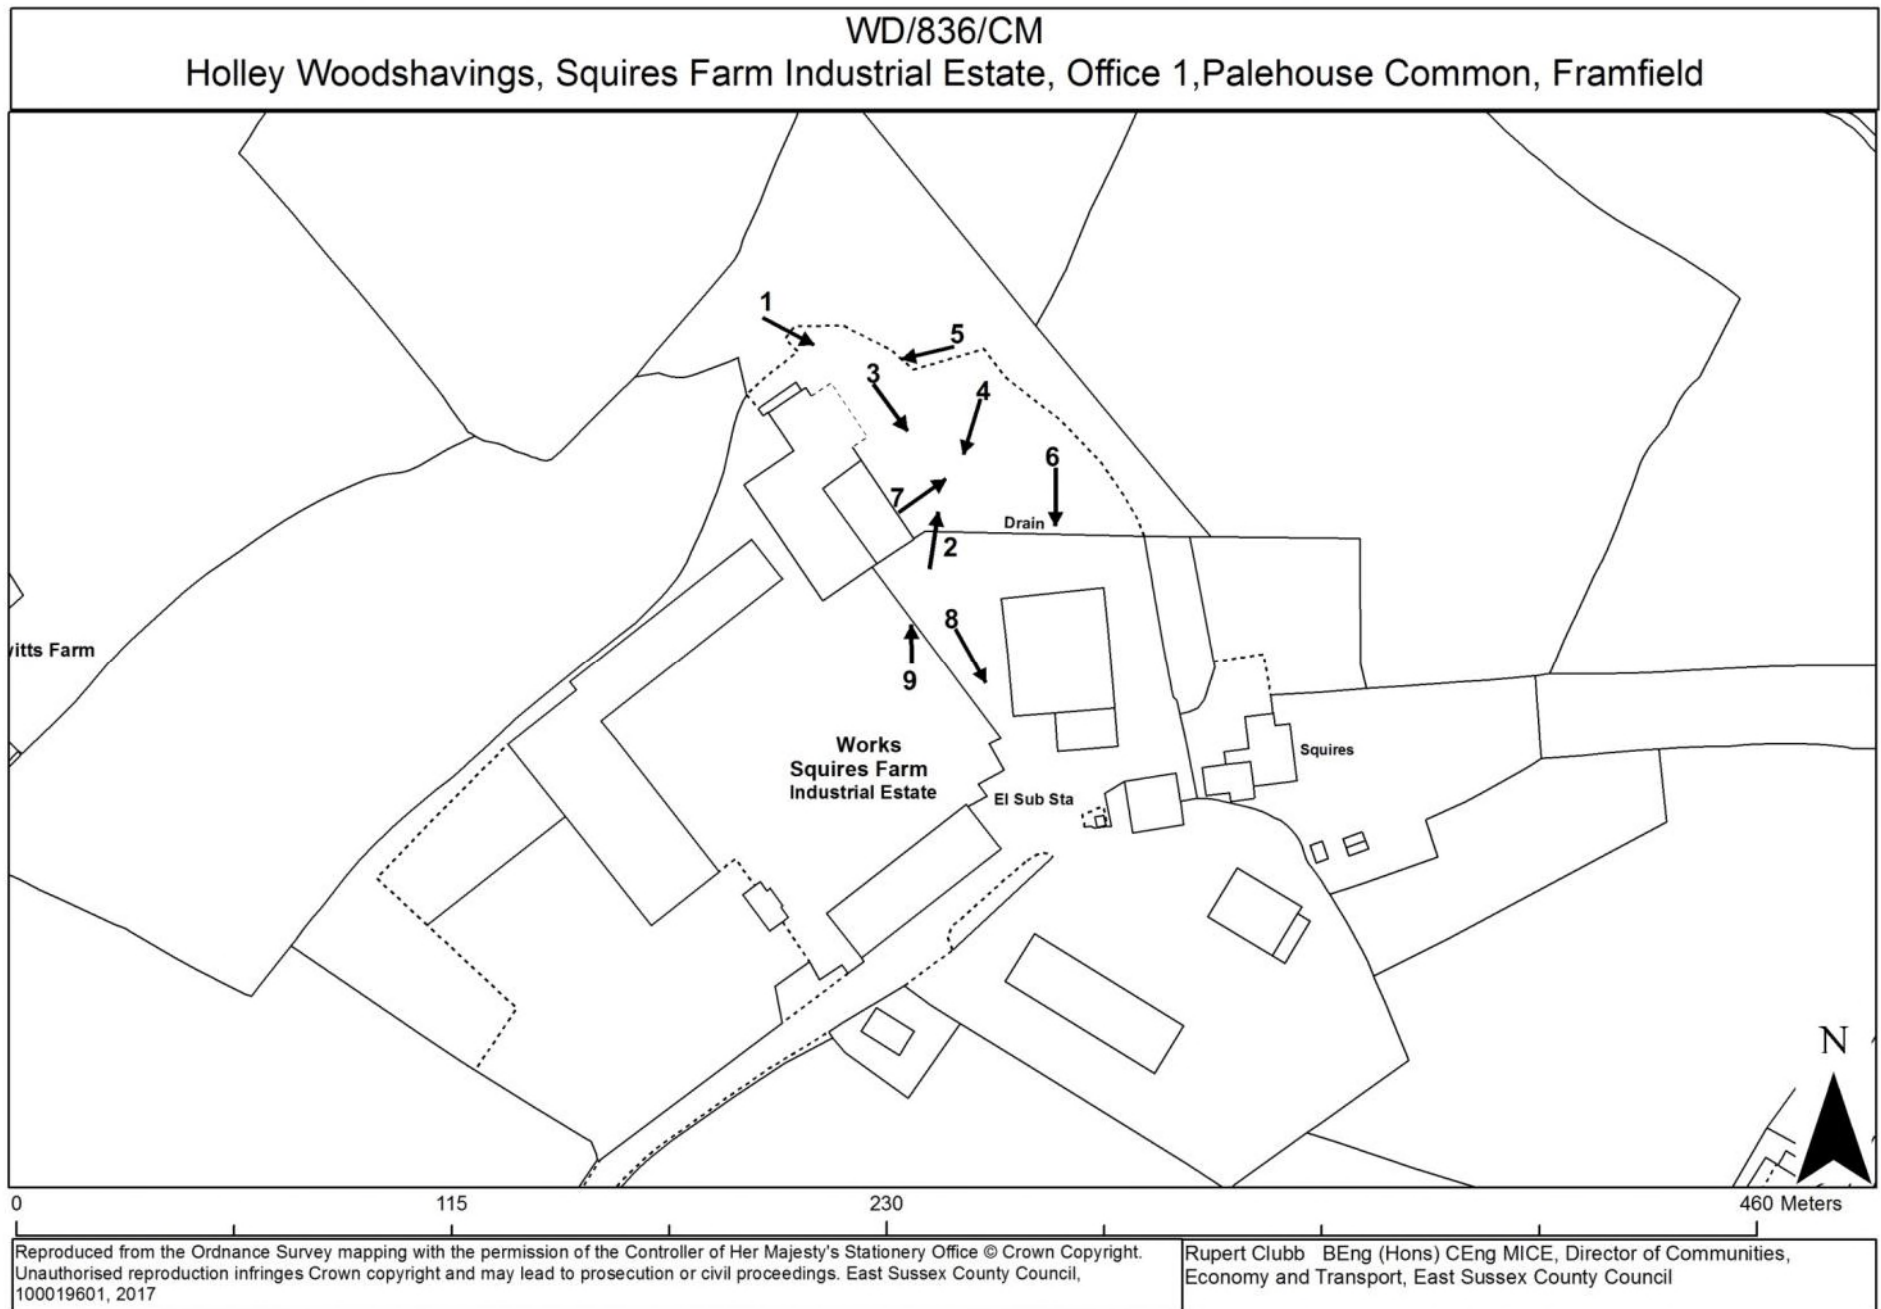 WD/836/CM
Holley Woodshavings, Squires Farm Industrial Estate, Office 1,Palehouse Common, Framfield
1
5
3
4
6
7
Drain
2
8
itts Farm
9
Works
Squires Farm
Industrial Estate
Squires
El Sub Sta
N
0
115
230
460 Meters
Reproduced from the Ordnance Survey mapping with the permission of the Controller of Her Majesty's Stationery Office © Crown Copyright.
Unauthorised reproduction infringes Crown copyright and may lead to prosecution or civil proceedings. East Sussex County Council,
100019601, 2017
Rupert Clubb BEng (Hons) CEng MICE, Director of Communities,
Economy and Transport, East Sussex County Council